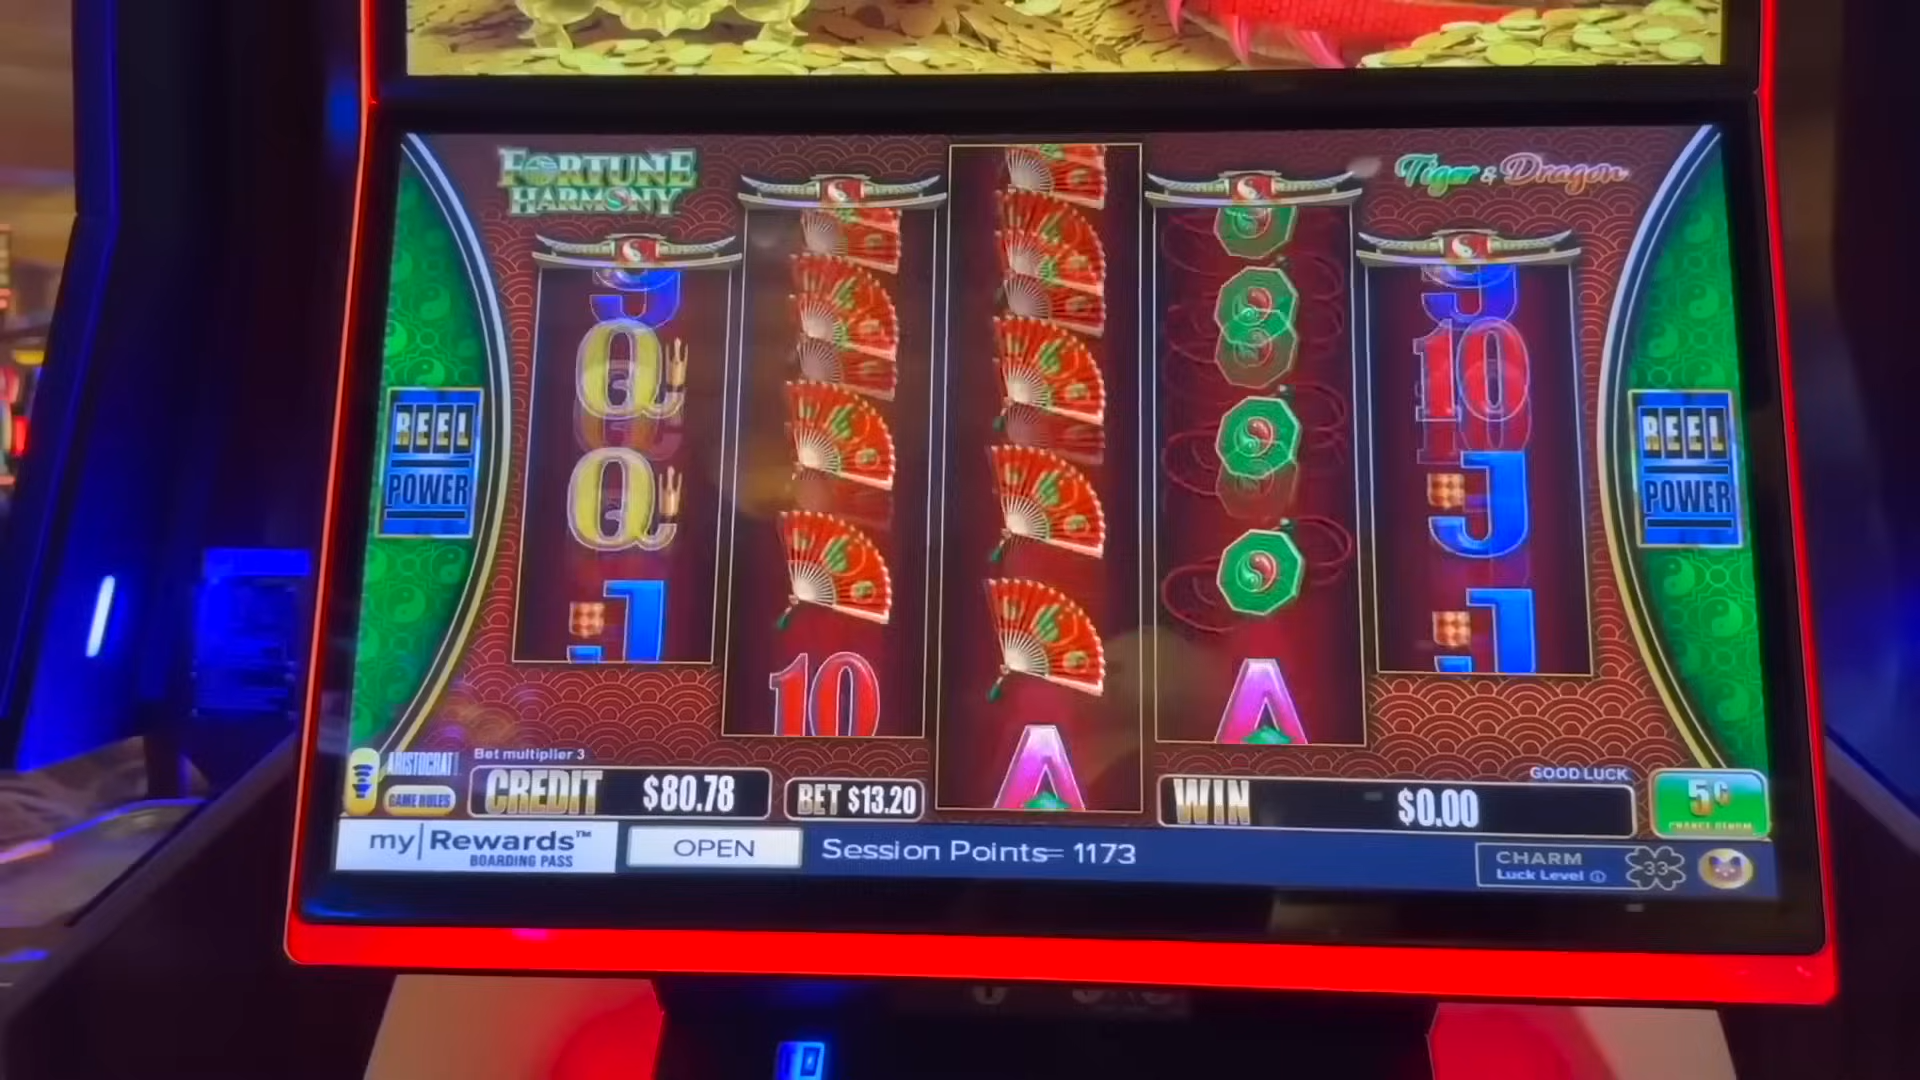 FORTUNE
HARMONY
Tiger & Dragon
Q
10
Q
J
J
J
10
A
A
REEL
POWER
REEL
POWER
ARISTOCRAT
GAME RULES
Bet multiplier 3
CREDIT $80.78
BET $13.20
GOOD LUCK
WIN $0.00
5¢
CHANGE DENOM
my|Rewards™
BOARDING PASS
OPEN
Session Points= 1173
CHARM
Luck Level
33